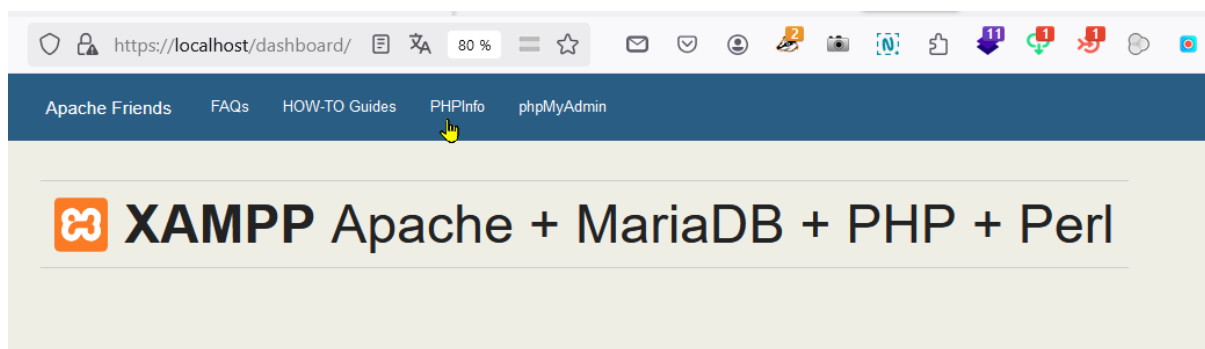 https://localhost/dashboard/ 80 % 2 N 11 1 1
Apache Friends FAQs HOW-TO Guides PHPInfo phpMyAdmin
XAMPP Apache + MariaDB + PHP + Perl